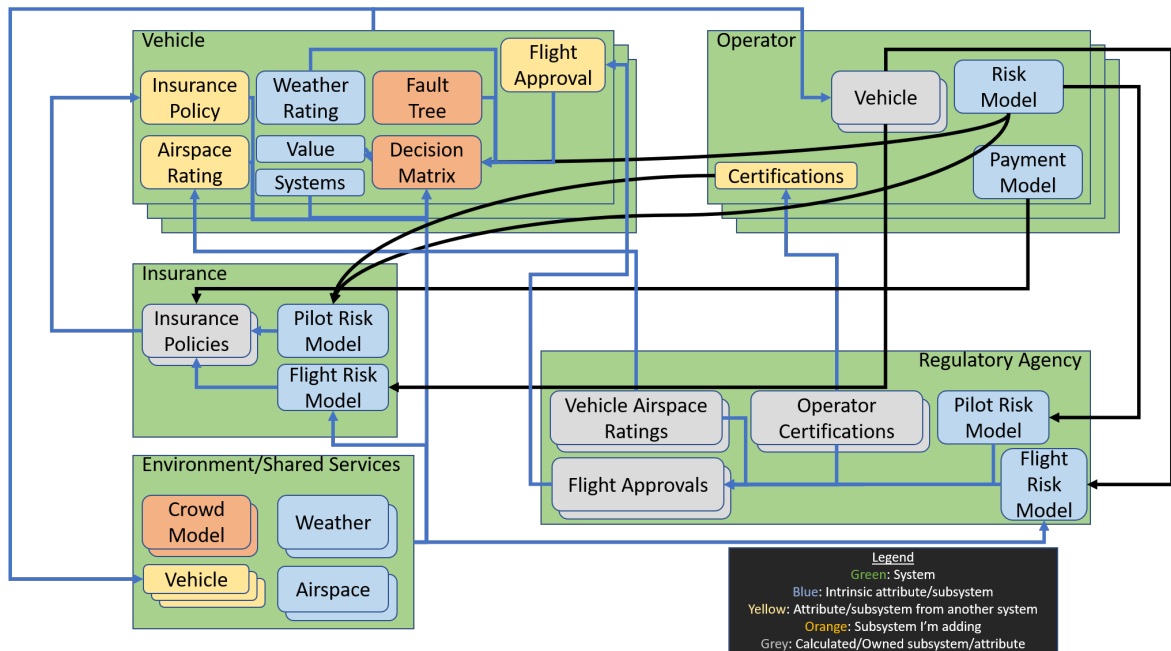 Vehicle
Insurance
Policy
Weather
Rating
Fault
Tree
Flight
Approval
Airspace
Rating
Value
Systems
Decision
Matrix
Operator
Vehicle
Risk
Model
Certifications
Payment
Model
Insurance
Insurance
Policies
Pilot Risk
Model
Flight Risk
Model
Regulatory Agency
Vehicle Airspace
Ratings
Operator
Certifications
Pilot Risk
Model
Flight Approvals
Flight
Risk
Model
Environment/Shared Services
Crowd
Model
Weather
Vehicle
Airspace
Legend
Green: System
Blue: Intrinsic attribute/subsystem
Yellow: Attribute/subsystem from another system
Orange: Subsystem I'm adding
Grey: Calculated/Owned subsystem/attribute